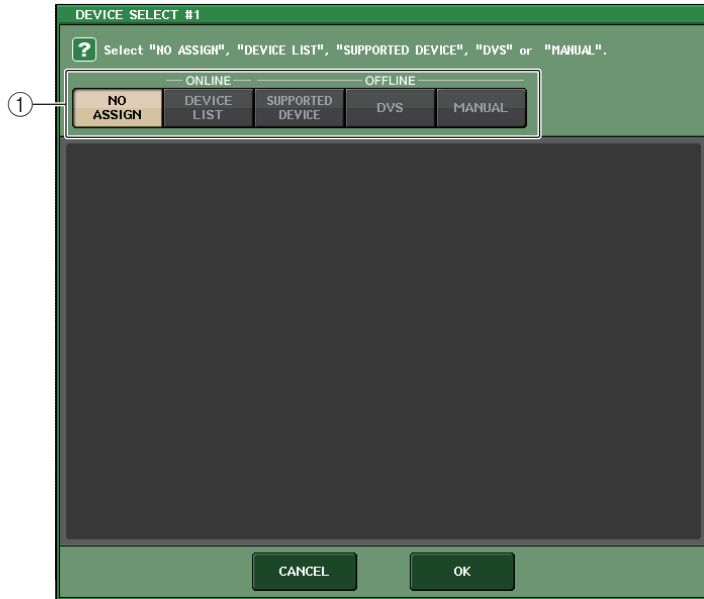 DEVICE SELECT #1
? Select "NO ASSIGN", "DEVICE LIST", "SUPPORTED DEVICE", "DVS" or "MANUAL".
ONLINE OFFLINE
1
NO ASSIGN
DEVICE LIST
SUPPORTED DEVICE
DVS
MANUAL
CANCEL
OK